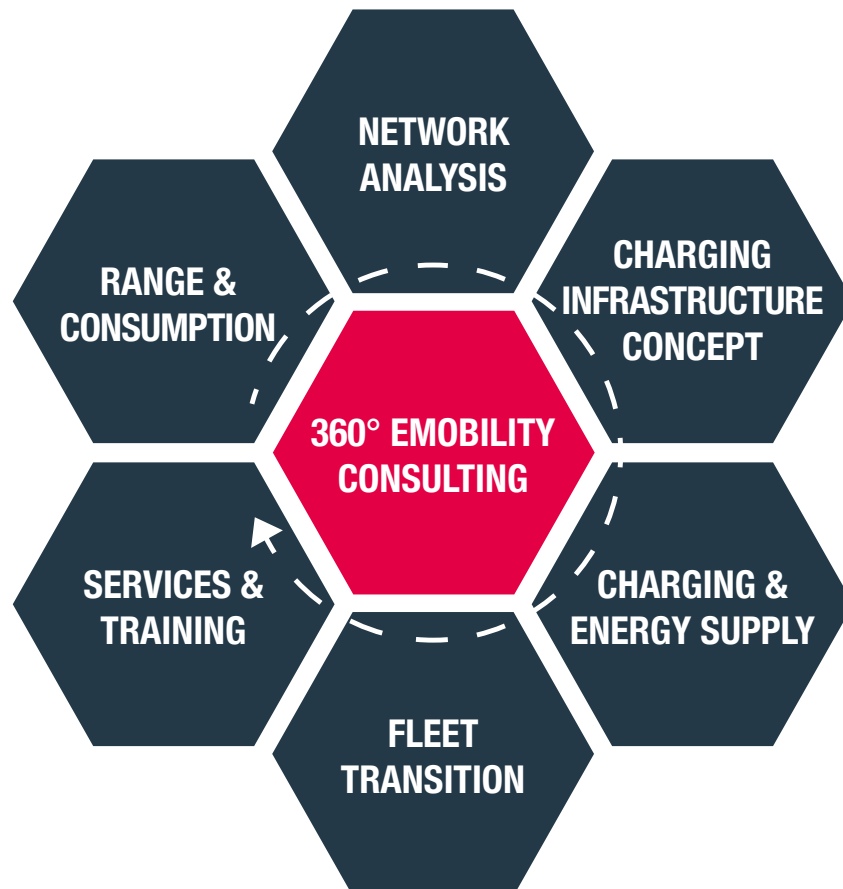 NETWORK
ANALYSIS
CHARGING
INFRASTRUCTURE
CONCEPT
RANGE &
CONSUMPTION
360° EMOBILITY
CONSULTING
CHARGING &
ENERGY SUPPLY
SERVICES &
TRAINING
FLEET
TRANSITION